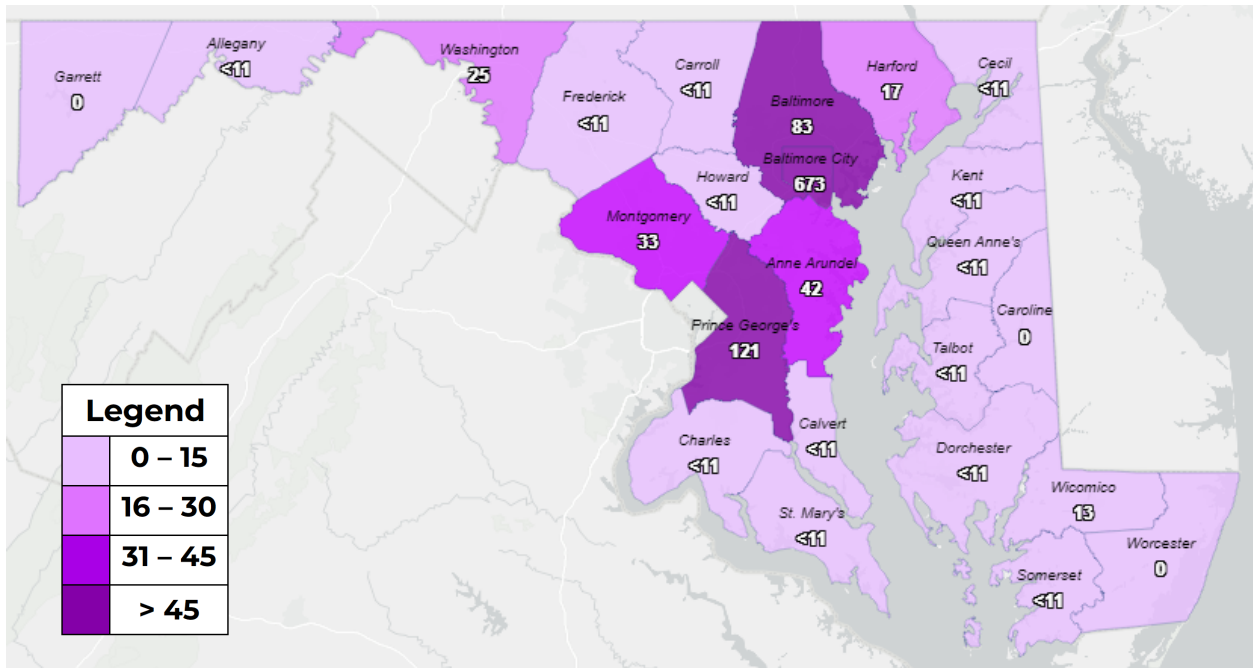 Garrett
0
Allegany
<11
Washington
25
Frederick
<11
Carroll
<11
Baltimore
83
Baltimore City
673
Harford
17
Cecil
<11
Howard
<11
Montgomery
33
Anne Arundel
42
Prince George's
121
Kent
<11
Queen Anne's
<11
Caroline
0
Talbot
<11
Charles
<11
Calvert
<11
St. Mary's
<11
Dorchester
<11
Wicomico
13
Worcester
0
Somerset
<11
Legend
0 – 15
16 – 30
31 – 45
> 45